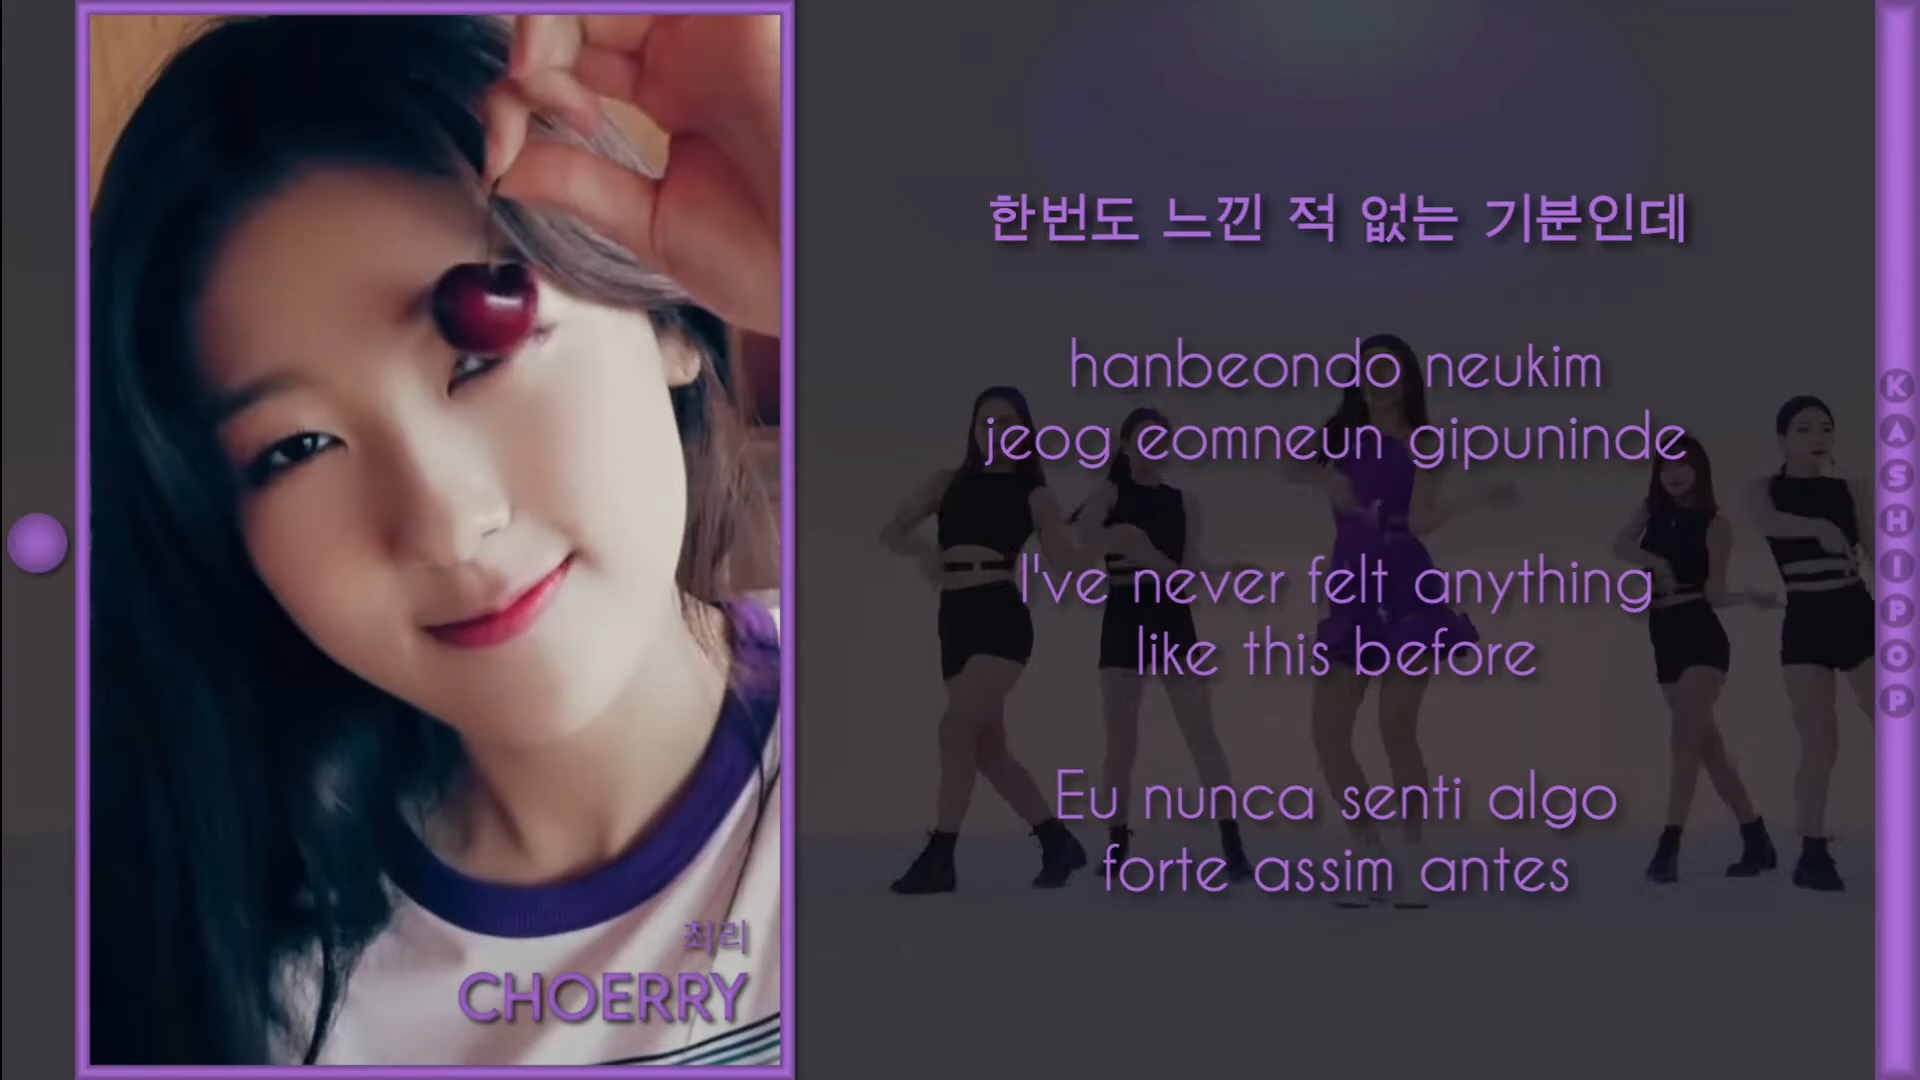 한번도 느낀 적 없는 기분인데
hanbeondo neukim
jeog eomneun gipuninde
I've never felt anything
like this before
Eu nunca senti algo
forte assim antes
최리
CHOERRY
KASHIPOP